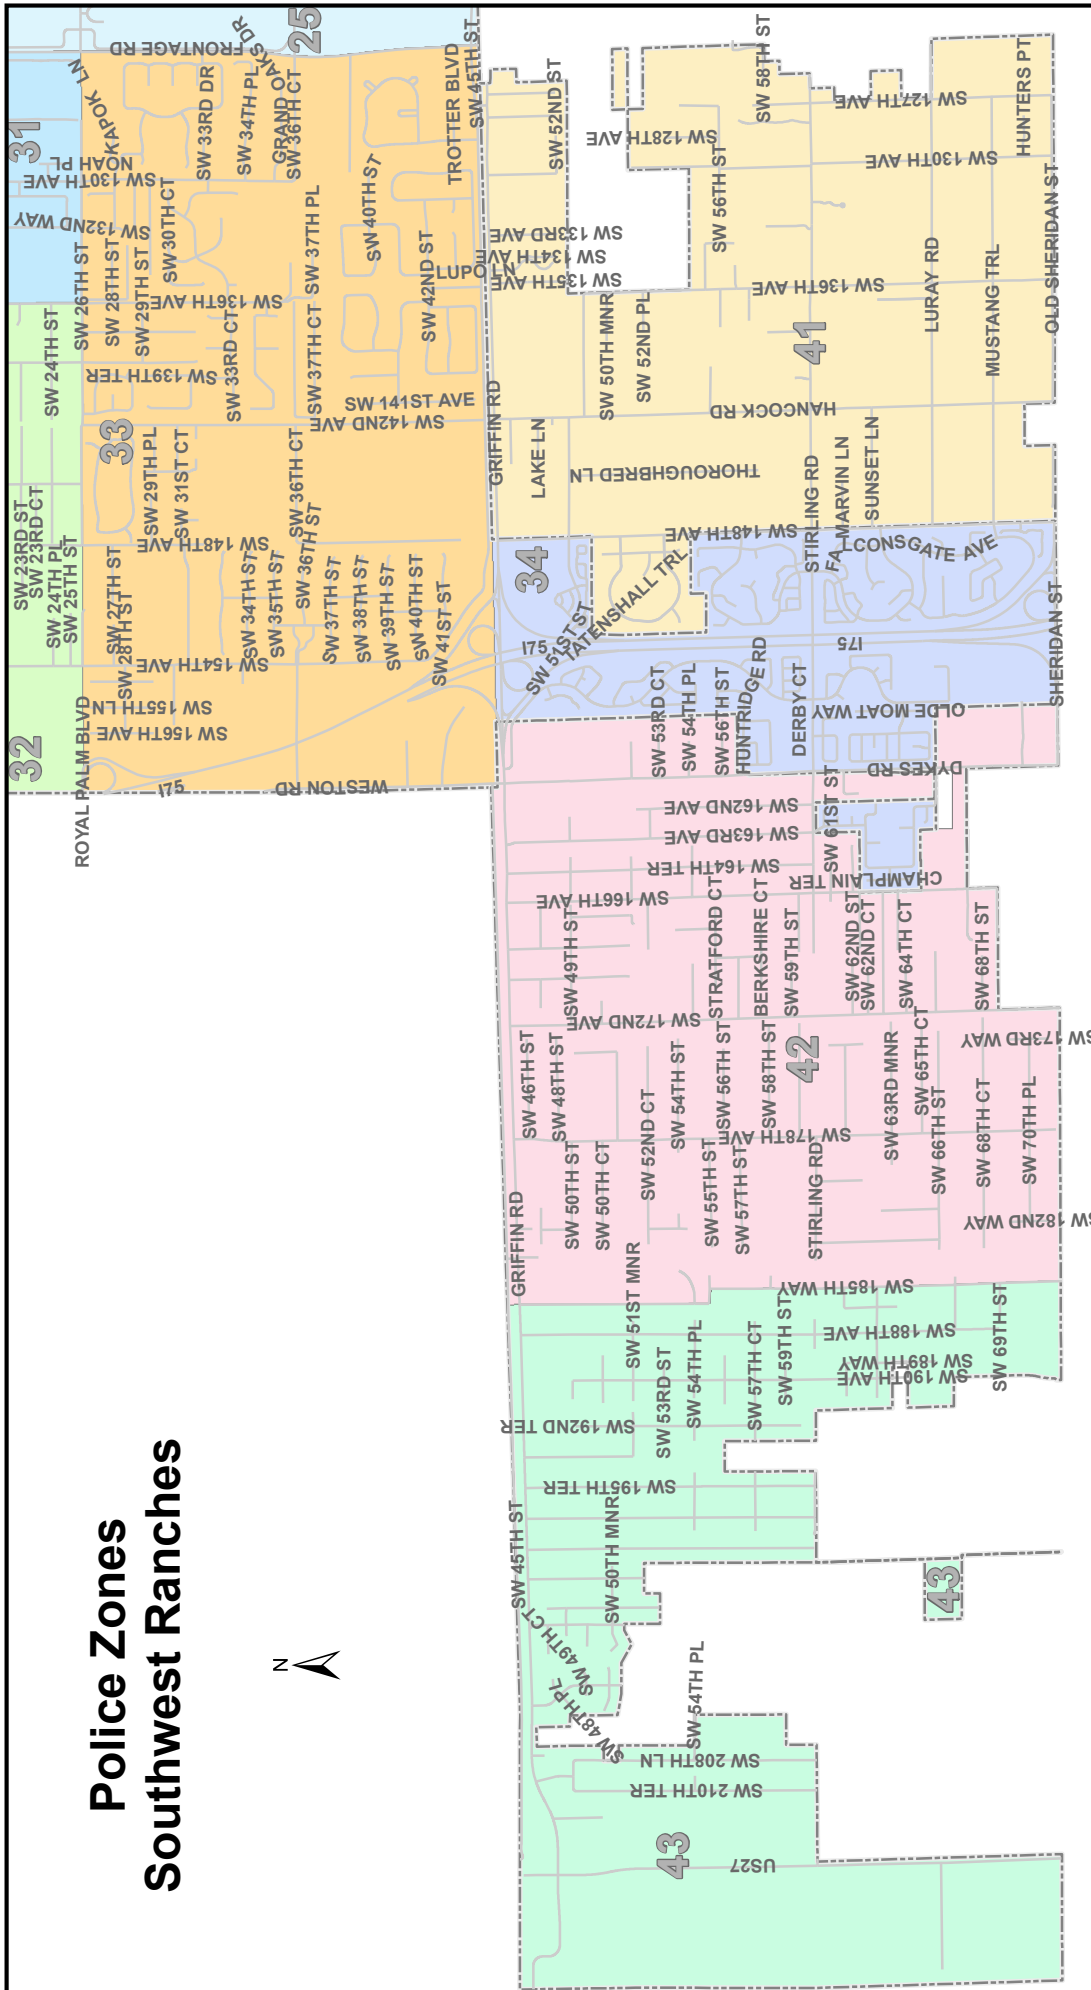 Police Zones
Southwest Ranches
N
25
31
32
33
34
41
42
43
43
FRONTAGE RD
GRAND OAKS DR
KAPOK LN
NOAH PL
SW 130TH AVE
SW 132ND WAY
SW 33RD DR
SW 34TH PL
SW 36TH CT
TROTTER BLVD
SW 45TH ST
SW 30TH CT
SW 37TH PL
SW 40TH ST
SW 42ND ST
LUPO LN
SW 26TH ST
SW 28TH ST
SW 29TH ST
SW 136TH AVE
SW 24TH ST
SW 139TH TER
SW 33RD CT
SW 37TH CT
SW 141ST AVE
SW 142ND AVE
SW 29TH PL
SW 31ST CT
SW 36TH CT
SW 36TH ST
SW 148TH AVE
SW 23RD ST
SW 23RD CT
SW 24TH PL
SW 25TH ST
SW 27TH ST
SW 28TH ST
SW 34TH ST
SW 35TH ST
SW 37TH ST
SW 38TH ST
SW 39TH ST
SW 40TH ST
SW 41ST ST
SW 154TH AVE
SW 155TH LN
SW 156TH AVE
ROYAL PALM BLVD
I75
WESTON RD
SW 52ND ST
SW 128TH AVE
SW 58TH ST
SW 127TH AVE
HUNTERS PT
SW 56TH ST
SW 130TH AVE
SW 133RD AVE
SW 134TH AVE
SW 135TH AVE
SW 136TH AVE
OLD SHERIDAN ST
LURAY RD
MUSTANG TRL
SW 50TH MNR
SW 52ND PL
HANCOCK RD
GRIFFIN RD
LAKE LN
THOROUGHBRED LN
STIRLING RD
MARVIN LN
SUNSET LN
SW 148TH AVE
FALCONSGATE AVE
TATENSHALL TRL
SW 51ST ST
I75
I75
SHERIDAN ST
SW 53RD CT
SW 54TH PL
SW 56TH ST
HUNTRIDGE RD
DERBY CT
OLDE MOAT WAY
DYKES RD
SW 61ST ST
SW 162ND AVE
SW 163RD AVE
SW 164TH TER
CHAMPLAIN TER
SW 166TH AVE
SW 49TH ST
STRATFORD CT
BERKSHIRE CT
SW 59TH ST
SW 62ND ST
SW 62ND CT
SW 64TH CT
SW 68TH ST
SW 172ND AVE
SW 173RD WAY
SW 46TH ST
SW 48TH ST
SW 52ND CT
SW 54TH ST
SW 56TH ST
SW 58TH ST
SW 63RD MNR
SW 65TH CT
SW 66TH ST
SW 68TH CT
SW 70TH PL
SW 178TH AVE
SW 50TH ST
SW 50TH CT
SW 55TH ST
SW 57TH ST
STIRLING RD
SW 182ND WAY
GRIFFIN RD
SW 51ST MNR
SW 185TH WAY
SW 188TH AVE
SW 189TH WAY
SW 190TH AVE
SW 69TH ST
SW 53RD ST
SW 54TH PL
SW 57TH CT
SW 59TH ST
SW 192ND TER
SW 195TH TER
SW 45TH ST
SW 50TH MNR
SW 49TH CT
SW 48TH PL
SW 54TH PL
SW 208TH LN
SW 210TH TER
US27